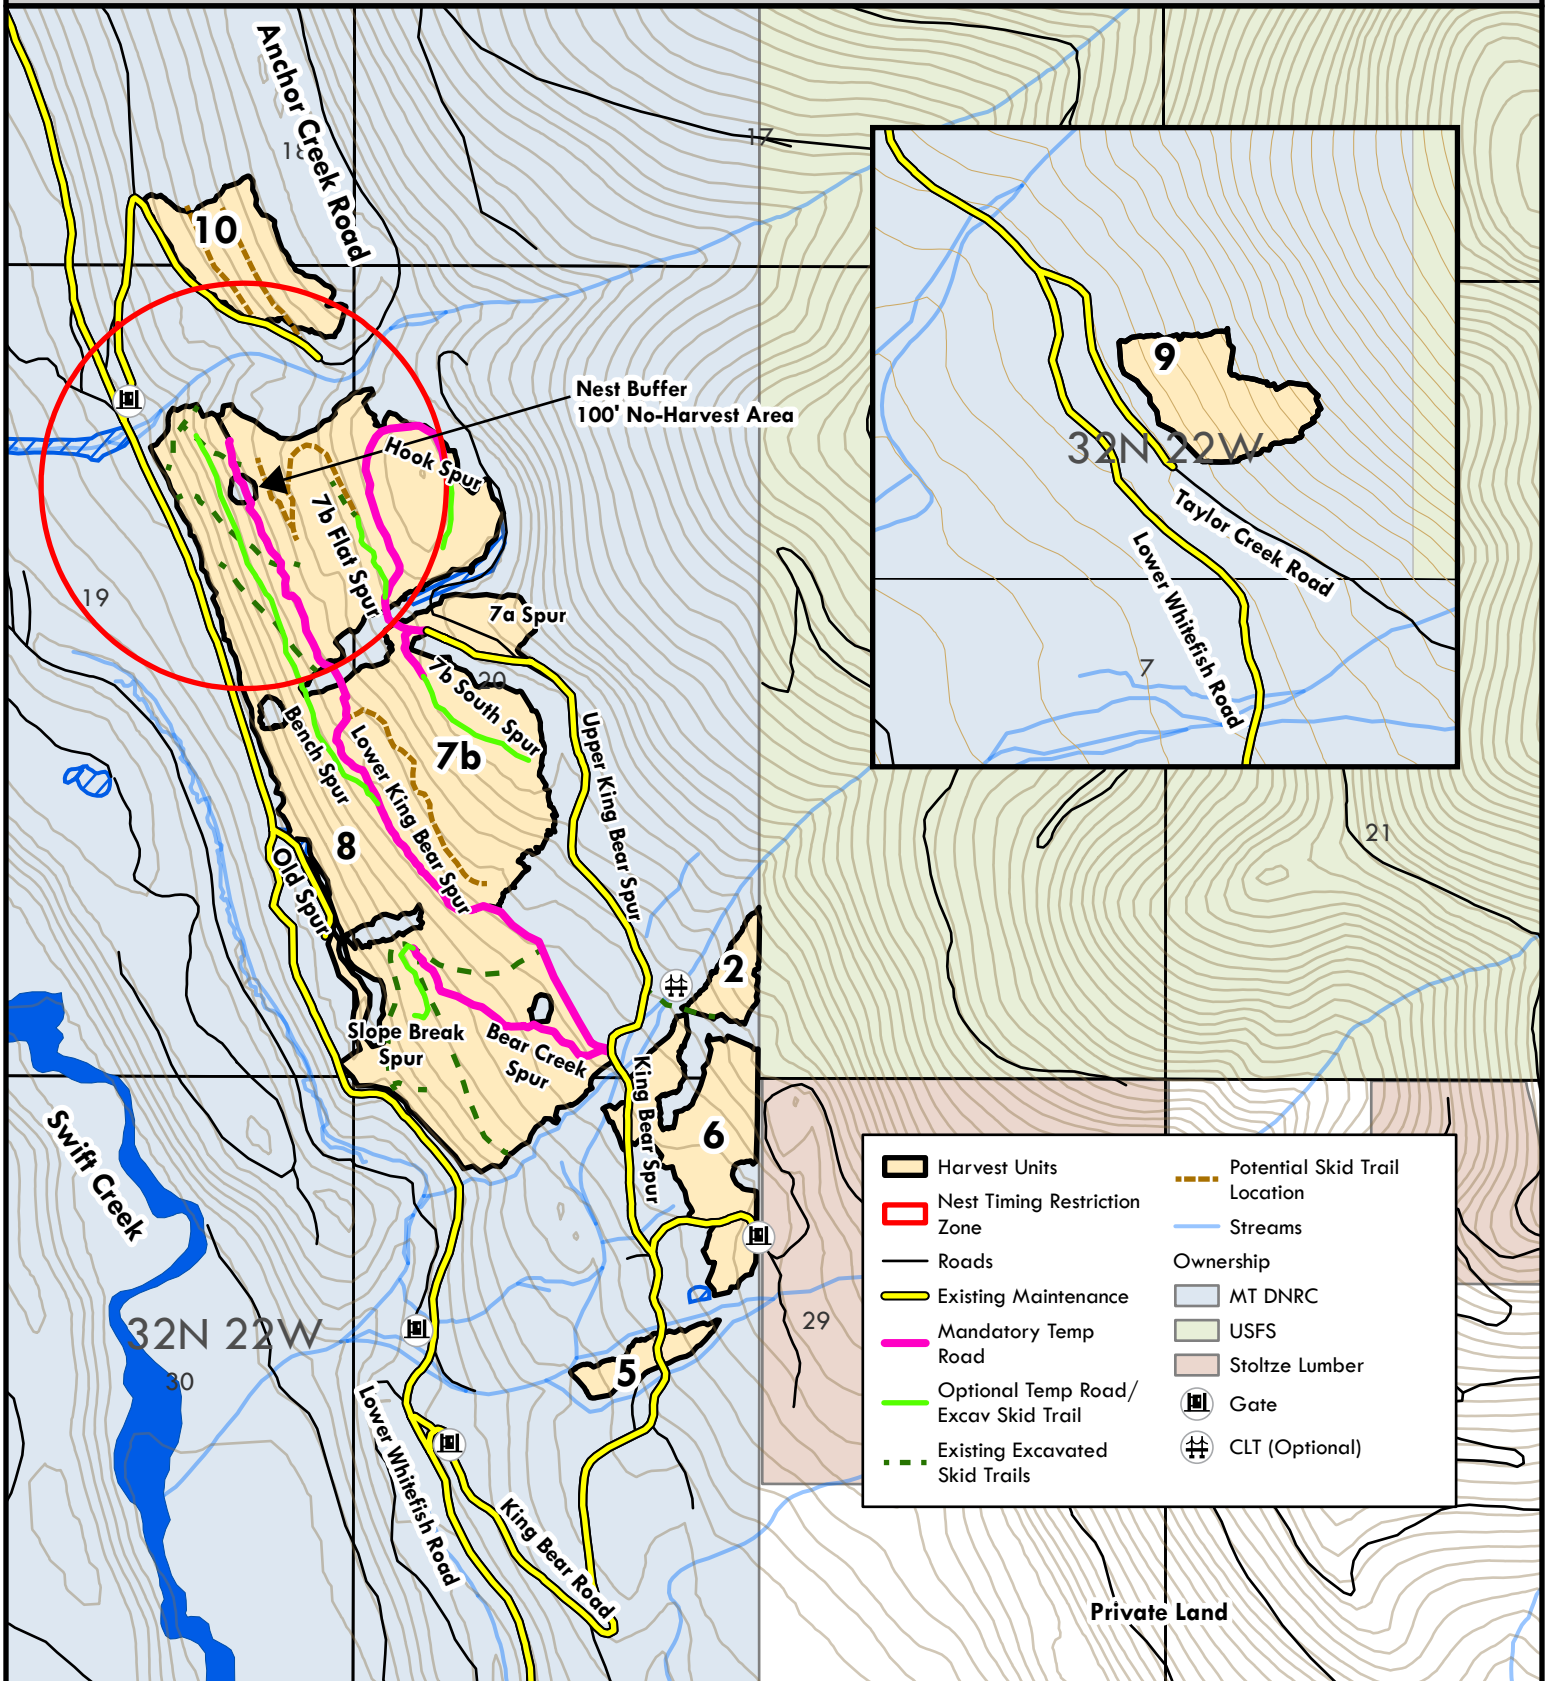 Anchor Creek Road
18
17
10
Nest Buffer
100' No-Harvest Area
Hook Spur
7b Flat Spur
19
7a Spur
20
7b South Spur
7b
Bench Spur
Lower King Bear Spur
Upper King Bear Spur
8
Old Spur
2
Slope Break
Spur
Bear Creek
Spur
King Bear Spur
6
Swift Creek
32N 22W
30
29
5
Lower Whitefish Road
King Bear Road
9
32N 22W
Taylor Creek Road
Lower Whitefish Road
7
21
Harvest Units
Nest Timing Restriction
Zone
Roads
Existing Maintenance
Mandatory Temp
Road
Optional Temp Road/
Excav Skid Trail
Existing Excavated
Skid Trails
Potential Skid Trail
Location
Streams
Ownership
MT DNRC
USFS
Stoltze Lumber
Gate
CLT (Optional)
Private Land